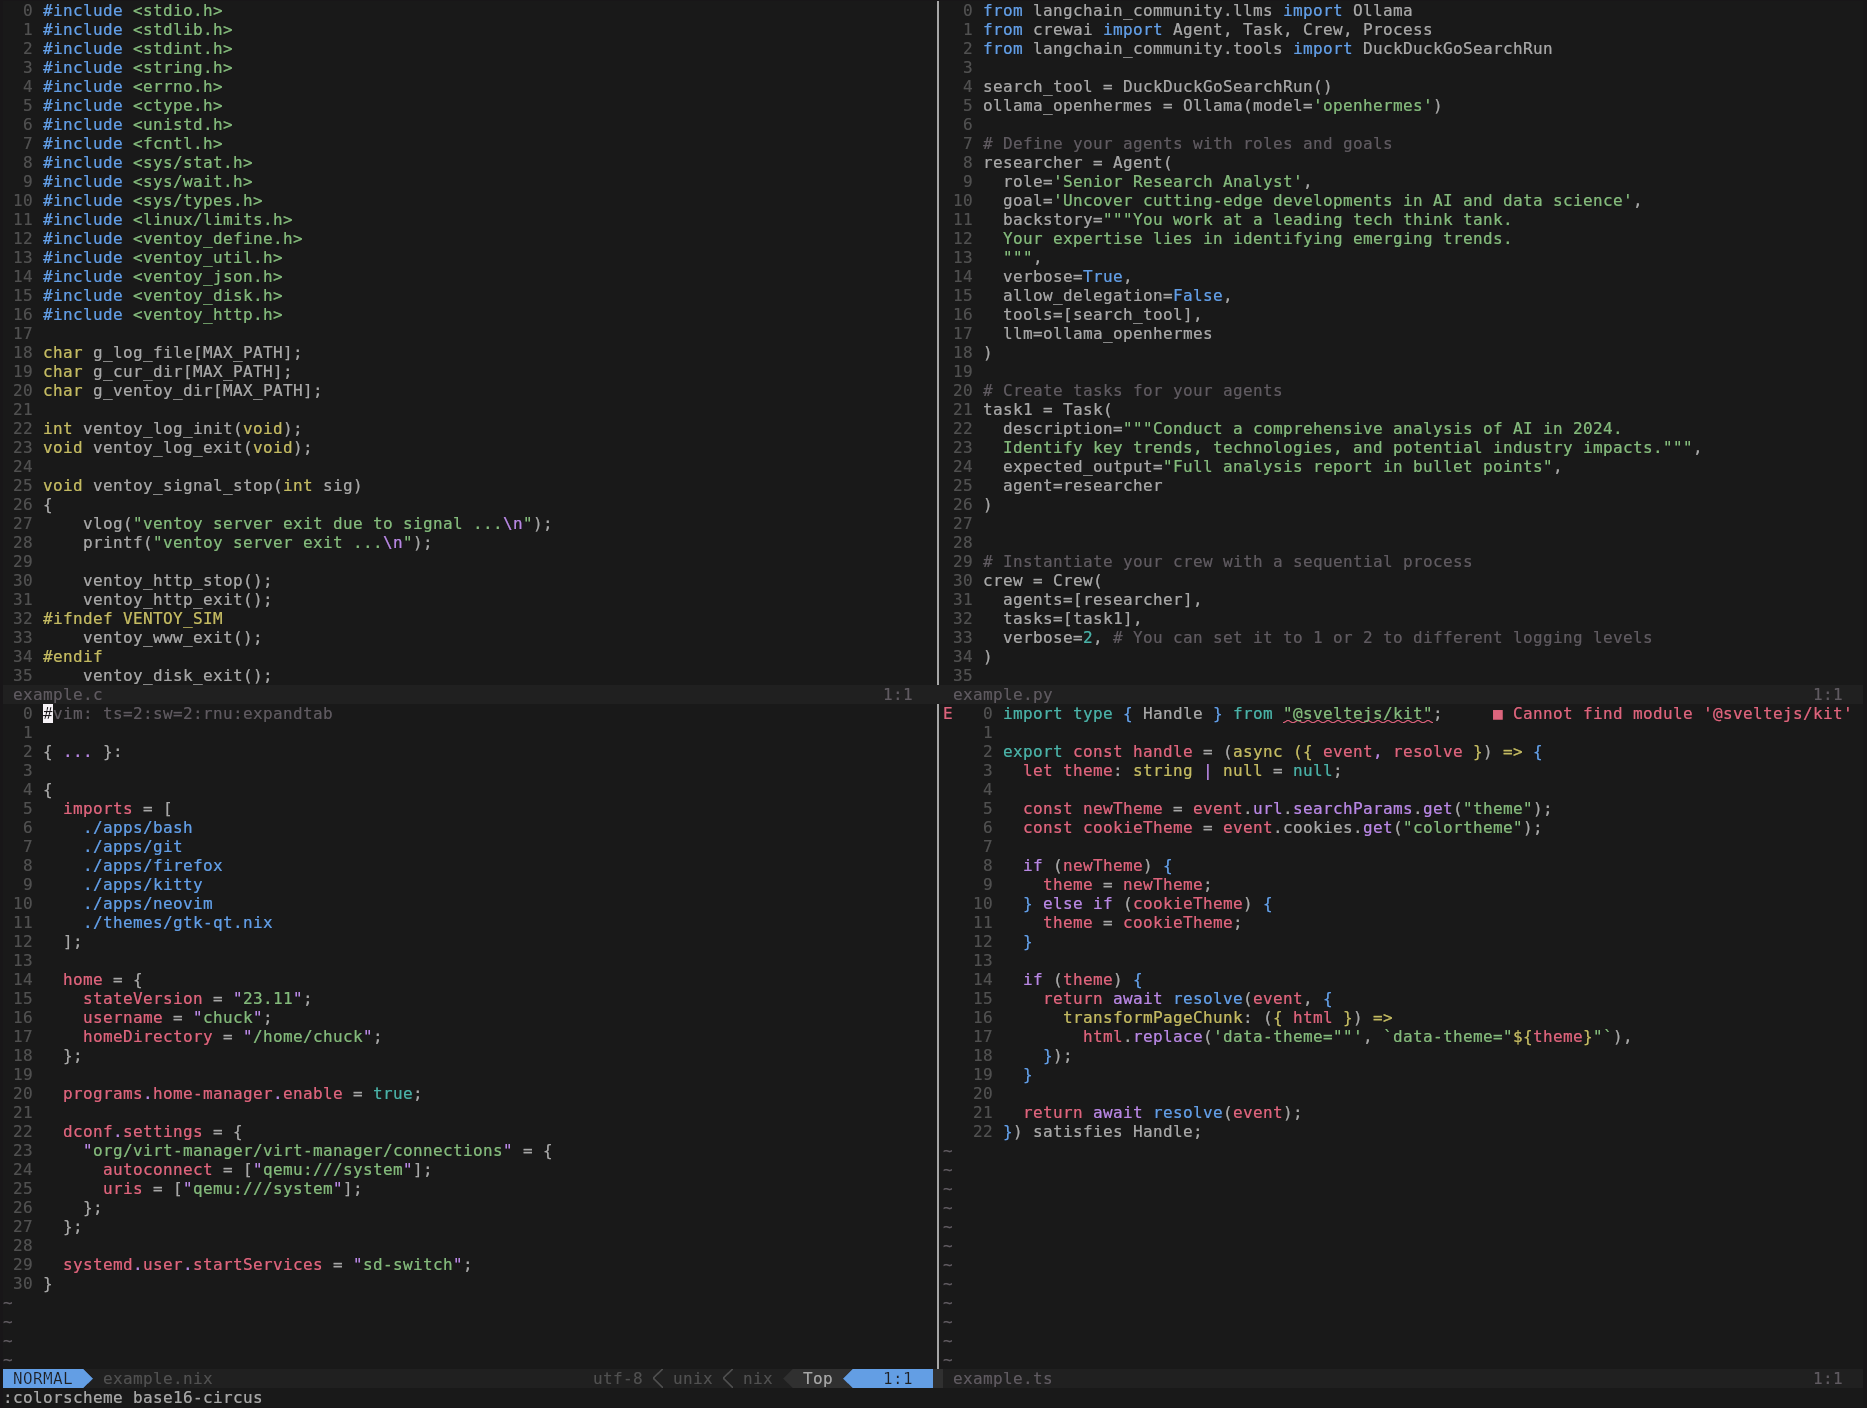 0 #include <stdio.h>
1 #include <stdlib.h>
2 #include <stdint.h>
3 #include <string.h>
4 #include <errno.h>
5 #include <ctype.h>
6 #include <unistd.h>
7 #include <fcntl.h>
8 #include <sys/stat.h>
9 #include <sys/wait.h>
10 #include <sys/types.h>
11 #include <linux/limits.h>
12 #include <ventoy_define.h>
13 #include <ventoy_util.h>
14 #include <ventoy_json.h>
15 #include <ventoy_disk.h>
16 #include <ventoy_http.h>
17
18 char g_log_file[MAX_PATH];
19 char g_cur_dir[MAX_PATH];
20 char g_ventoy_dir[MAX_PATH];
21
22 int ventoy_log_init(void);
23 void ventoy_log_exit(void);
24
25 void ventoy_signal_stop(int sig)
26 {
27     vlog("ventoy server exit due to signal ...\n");
28     printf("ventoy server exit ...\n");
29
30     ventoy_http_stop();
31     ventoy_http_exit();
32 #ifndef VENTOY_SIM
33     ventoy_www_exit();
34 #endif
35     ventoy_disk_exit();
example.c 1:1
0 from langchain_community.llms import Ollama
1 from crewai import Agent, Task, Crew, Process
2 from langchain_community.tools import DuckDuckGoSearchRun
3
4 search_tool = DuckDuckGoSearchRun()
5 ollama_openhermes = Ollama(model='openhermes')
6
7 # Define your agents with roles and goals
8 researcher = Agent(
9   role='Senior Research Analyst',
10   goal='Uncover cutting-edge developments in AI and data science',
11   backstory="""You work at a leading tech think tank.
12   Your expertise lies in identifying emerging trends.
13   """,
14   verbose=True,
15   allow_delegation=False,
16   tools=[search_tool],
17   llm=ollama_openhermes
18 )
19
20 # Create tasks for your agents
21 task1 = Task(
22   description="""Conduct a comprehensive analysis of AI in 2024.
23   Identify key trends, technologies, and potential industry impacts.""",
24   expected_output="Full analysis report in bullet points",
25   agent=researcher
26 )
27
28
29 # Instantiate your crew with a sequential process
30 crew = Crew(
31   agents=[researcher],
32   tasks=[task1],
33   verbose=2, # You can set it to 1 or 2 to different logging levels
34 )
35
example.py 1:1
0 #vim: ts=2:sw=2:rnu:expandtab
1
2 { ... }:
3
4 {
5   imports = [
6     ./apps/bash
7     ./apps/git
8     ./apps/firefox
9     ./apps/kitty
10     ./apps/neovim
11     ./themes/gtk-qt.nix
12   ];
13
14   home = {
15     stateVersion = "23.11";
16     username = "chuck";
17     homeDirectory = "/home/chuck";
18   };
19
20   programs.home-manager.enable = true;
21
22   dconf.settings = {
23     "org/virt-manager/virt-manager/connections" = {
24       autoconnect = ["qemu:///system"];
25       uris = ["qemu:///system"];
26     };
27   };
28
29   systemd.user.startServices = "sd-switch";
30 }
~
~
~
~
NORMAL example.nix utf-8 unix nix Top 1:1
E 0 import type { Handle } from "@sveltejs/kit"; ■ Cannot find module '@sveltejs/kit'
1
2 export const handle = (async ({ event, resolve }) => {
3   let theme: string | null = null;
4
5   const newTheme = event.url.searchParams.get("theme");
6   const cookieTheme = event.cookies.get("colortheme");
7
8   if (newTheme) {
9     theme = newTheme;
10   } else if (cookieTheme) {
11     theme = cookieTheme;
12   }
13
14   if (theme) {
15     return await resolve(event, {
16       transformPageChunk: ({ html }) =>
17         html.replace('data-theme=""', `data-theme="${theme}"`),
18     });
19   }
20
21   return await resolve(event);
22 }) satisfies Handle;
~
~
~
~
~
~
~
~
~
~
~
~
example.ts 1:1
:colorscheme base16-circus